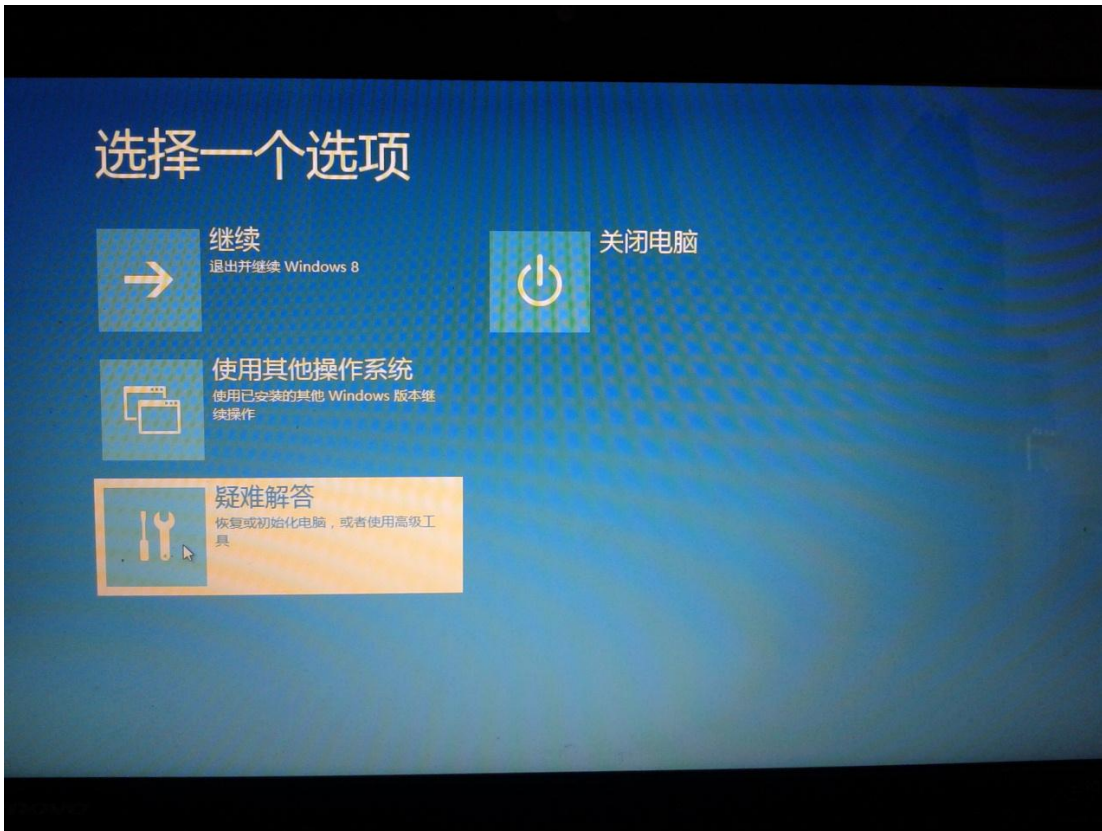 选择一个选项
继续
退出并继续 Windows 8
关闭电脑
使用其他操作系统
使用已安装的其他 Windows 版本继
续操作
疑难解答
恢复或初始化电脑，或者使用高级工
具